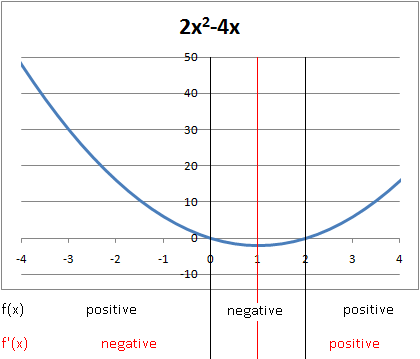 2x²-4x
50
40
30
20
10
0
-4 -3 -2 -1 0 1 2 3 4
-10
f(x) positive negative positive
f'(x) negative positive